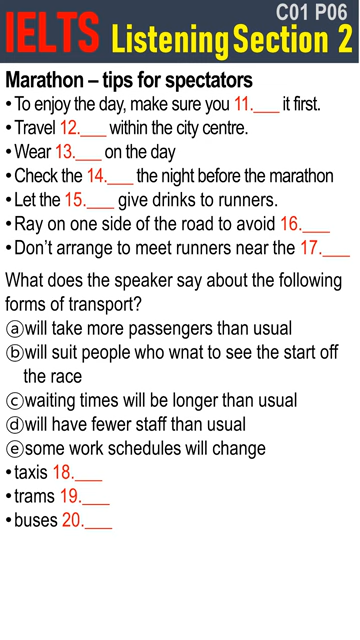 C01 P06
IELTS Listening Section 2
Marathon – tips for spectators
• To enjoy the day, make sure you 11.___ it first.
• Travel 12.___ within the city centre.
• Wear 13.___ on the day
• Check the 14.___ the night before the marathon
• Let the 15.___ give drinks to runners.
• Ray on one side of the road to avoid 16.___
• Don't arrange to meet runners near the 17.___
What does the speaker say about the following
forms of transport?
ⓐwill take more passengers than usual
ⓑwill suit people who wnat to see the start off
the race
ⓒwaiting times will be longer than usual
ⓓwill have fewer staff than usual
ⓔsome work schedules will change
• taxis 18.___
• trams 19.___
• buses 20.___